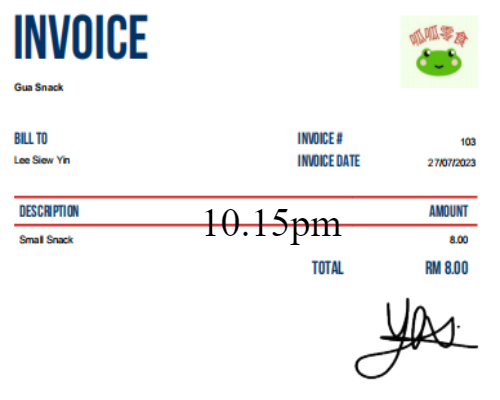 INVOICE
呱呱零食
Gua Snack
BILL TO
Lee Siew Yin
INVOICE # 103
INVOICE DATE 27/07/2023
DESCRIPTION AMOUNT
10.15pm
Small Snack 8.00
TOTAL RM 8.00